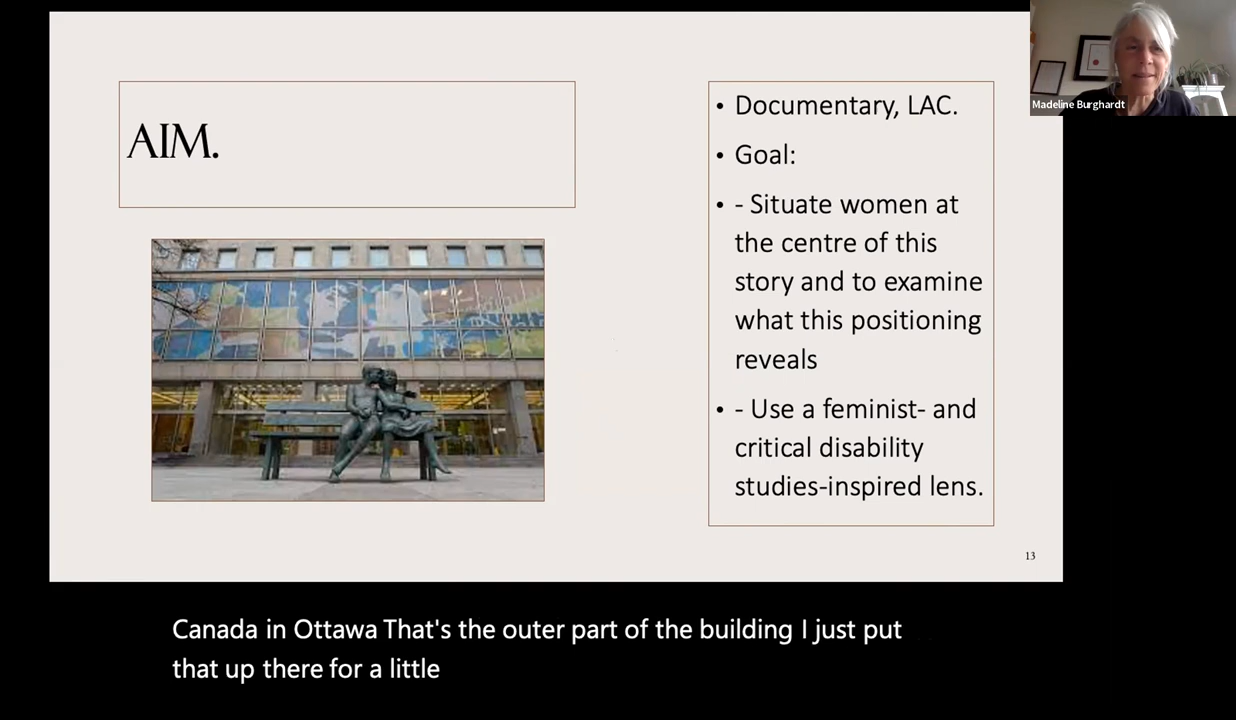 AIM.
• Documentary, LAC.
• Goal:
• - Situate women at
the centre of this
story and to examine
what this positioning
reveals
• - Use a feminist- and
critical disability
studies-inspired lens.
13
Madeline Burghardt
Canada in Ottawa That's the outer part of the building I just put
that up there for a little